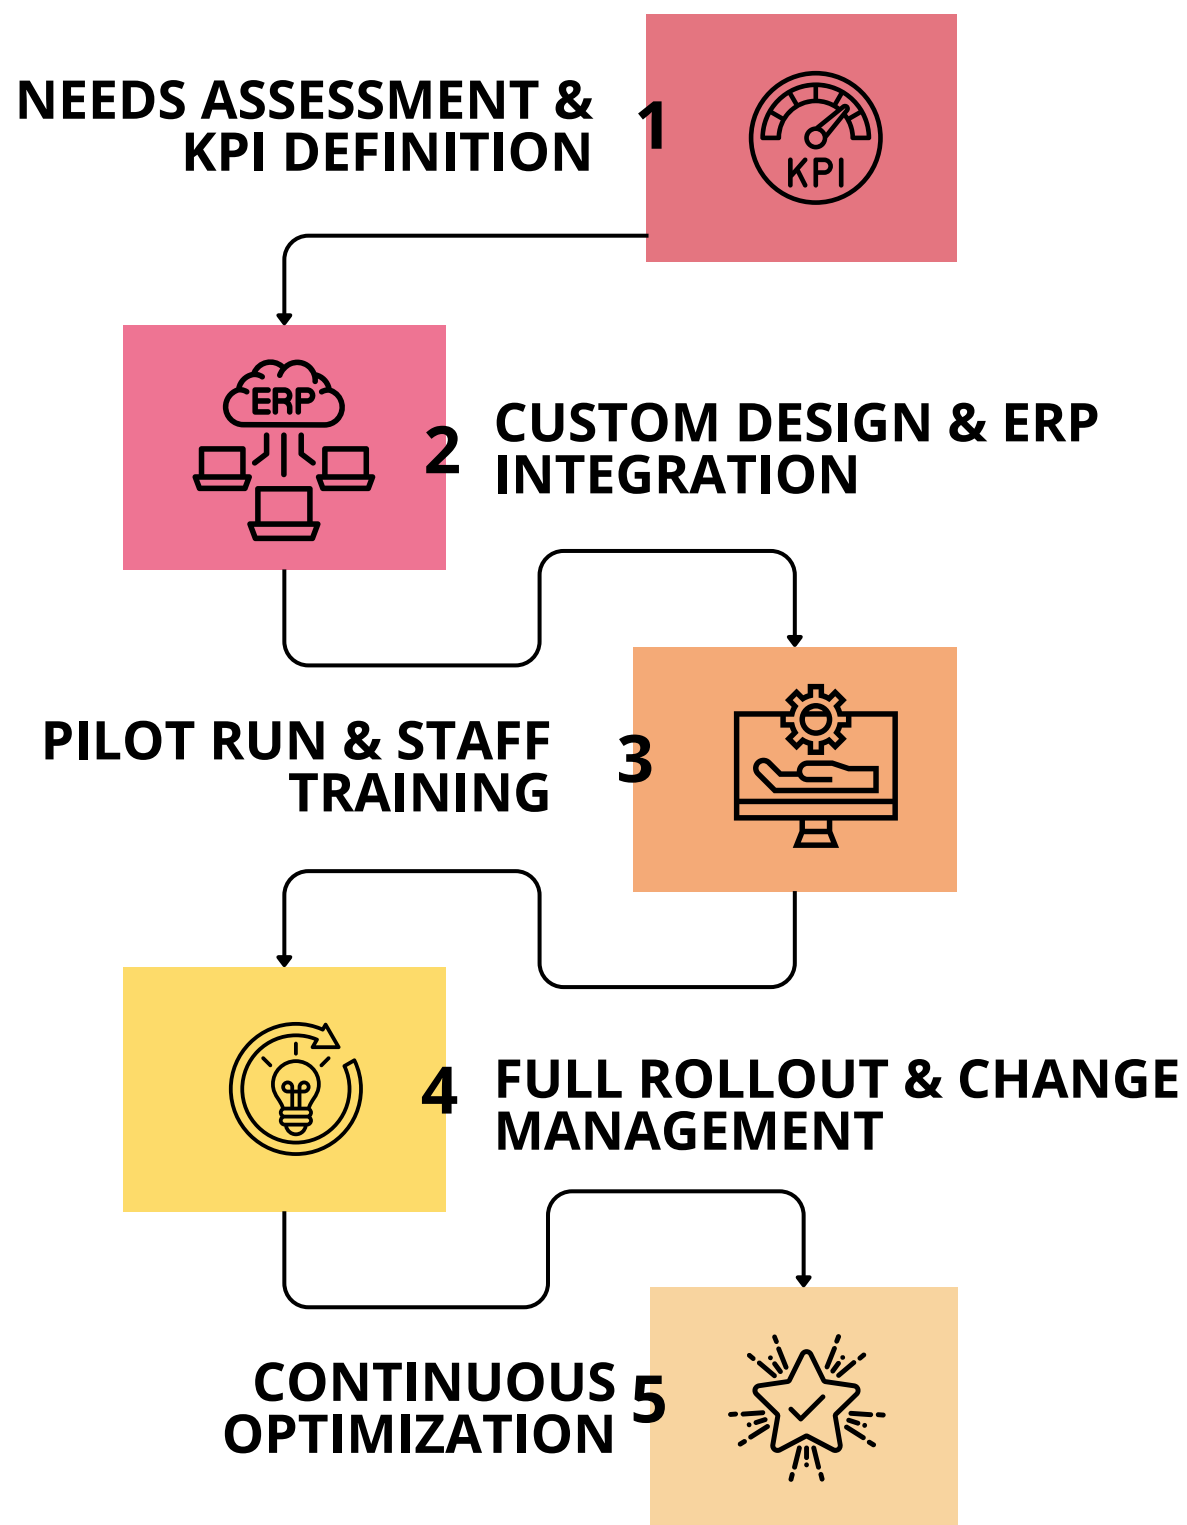 NEEDS ASSESSMENT &
KPI DEFINITION
1
KPI
ERP
2
CUSTOM DESIGN & ERP
INTEGRATION
PILOT RUN & STAFF
TRAINING
3
4
FULL ROLLOUT & CHANGE
MANAGEMENT
CONTINUOUS
OPTIMIZATION
5